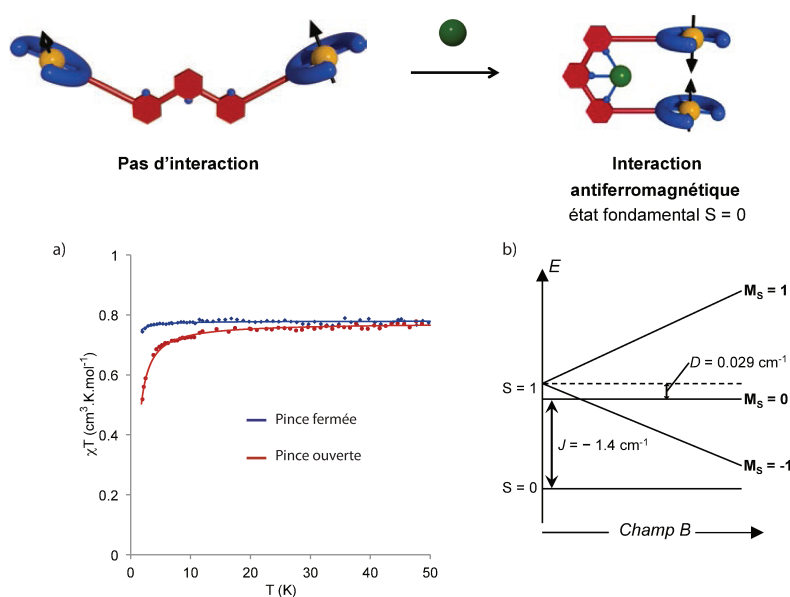 Pas d'interaction
Interaction
antiferromagnétique
état fondamental S = 0
a)
χT (cm³.K.mol⁻¹)
1
0.8
0.6
0.4
0.2
0
0 10 20 30 40 50
T (K)
Pince fermée
Pince ouverte
b)
E
M_S = 1
D = 0.029 cm⁻¹
S = 1
M_S = 0
J = − 1.4 cm⁻¹
M_S = -1
S = 0
Champ B